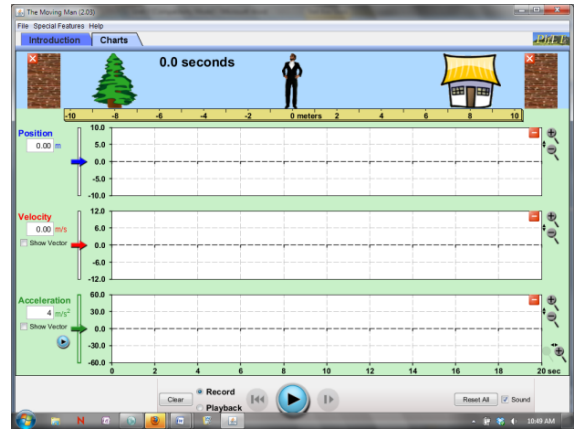 The Moving Man (2.03)
File Special Features Help
Introduction Charts
PhET
0.0 seconds
-10 -8 -6 -4 -2 0 meters 2 4 6 8 10
Position
0.00 m
10.0
5.0
0.0
-5.0
-10.0
Velocity
0.00 m/s
Show Vector
12.0
6.0
0.0
-6.0
-12.0
Acceleration
4 m/s²
Show Vector
60.0
30.0
0.0
-30.0
-60.0
0 2 4 6 8 10 12 14 16 18 20 sec
Clear Record Playback Reset All Sound
10:49 AM